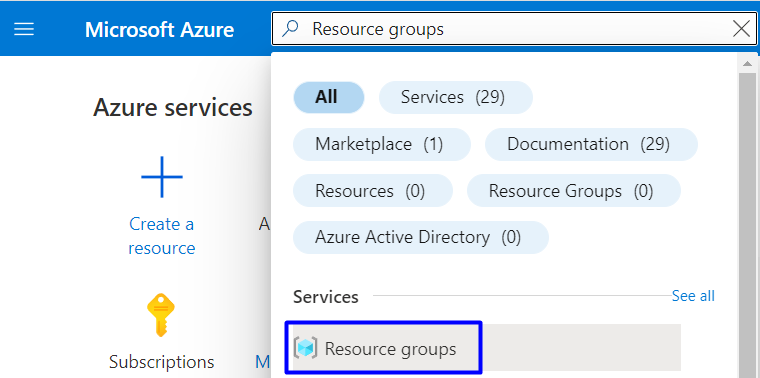 Microsoft Azure
Resource groups
Azure services
Create a
resource
A
Subscriptions
M
All
Services (29)
Marketplace (1)
Documentation (29)
Resources (0)
Resource Groups (0)
Azure Active Directory (0)
Services
See all
Resource groups